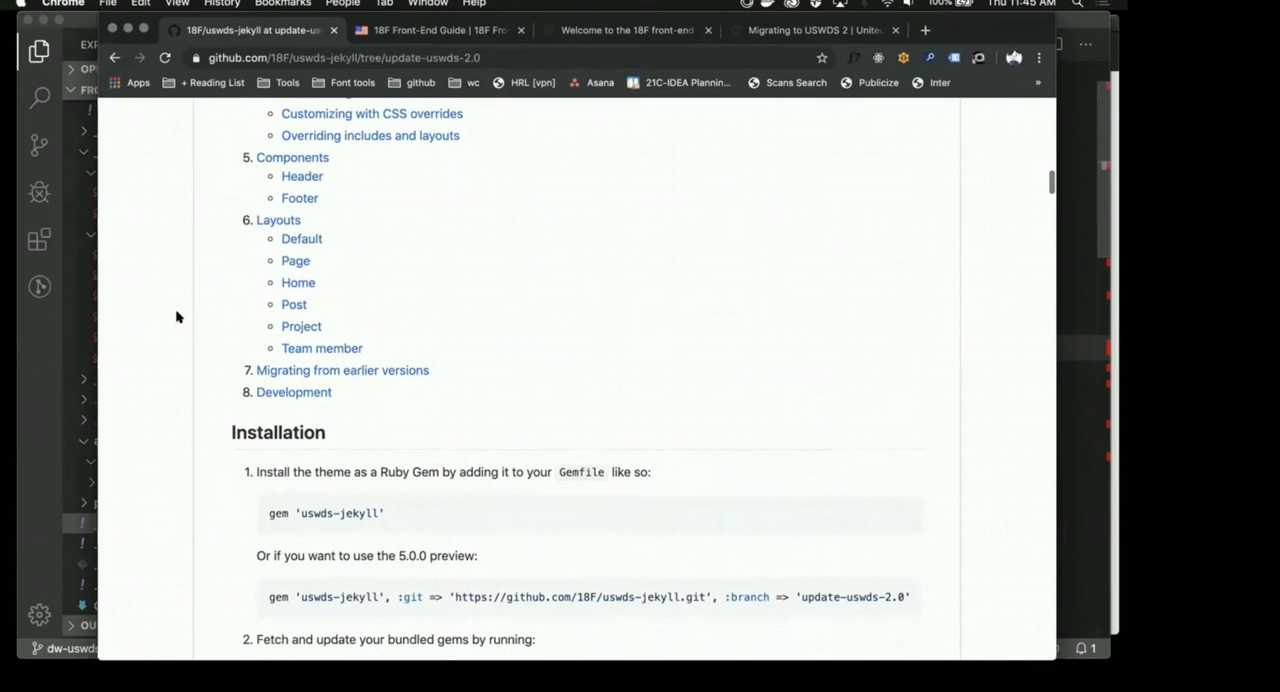 Chrome File Edit View History Bookmarks People Tab Window Help 100% Thu 11:45 AM
18F/uswds-jekyll at update-us 18F Front-End Guide | 18F Fro Welcome to the 18F front-end Migrating to USWDS 2 | Unite
github.com/18F/uswds-jekyll/tree/update-uswds-2.0
Apps + Reading List Tools Font tools github wc HRL [vpn] Asana 21C-IDEA Plannin... Scans Search Publicize Inter »
EXP
OP
FRO
Customizing with CSS overrides
Overriding includes and layouts
5. Components
Header
Footer
6. Layouts
Default
Page
Home
Post
Project
Team member
7. Migrating from earlier versions
8. Development
Installation
1. Install the theme as a Ruby Gem by adding it to your Gemfile like so:
gem 'uswds-jekyll'
Or if you want to use the 5.0.0 preview:
gem 'uswds-jekyll', :git => 'https://github.com/18F/uswds-jekyll.git', :branch => 'update-uswds-2.0'
2. Fetch and update your bundled gems by running:
OU
dw-uswds
1